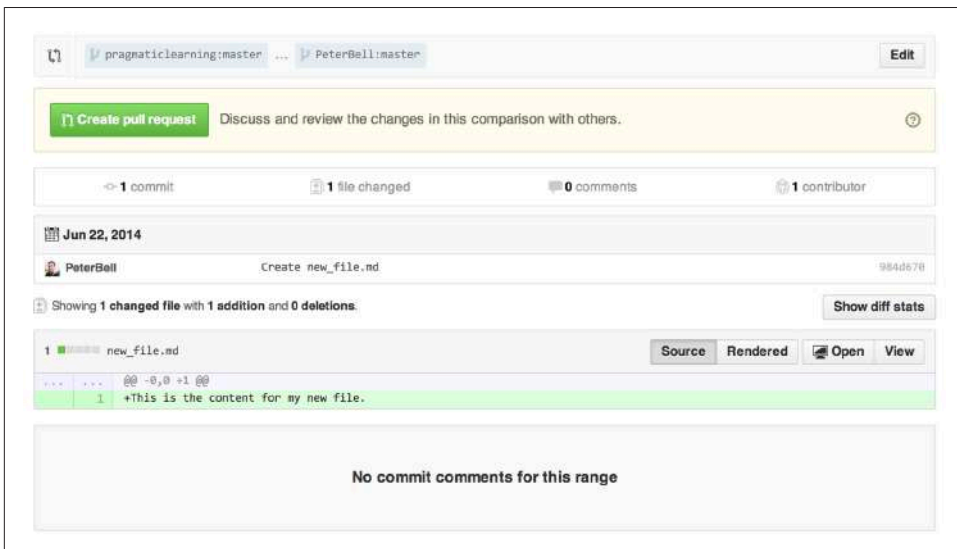 pragmaticlearning:master ... PeterBell:master Edit
Create pull request Discuss and review the changes in this comparison with others. ?
1 commit 1 file changed 0 comments 1 contributor
Jun 22, 2014
PeterBell Create new_file.md 984d670
Showing 1 changed file with 1 addition and 0 deletions. Show diff stats
1 new_file.md Source Rendered Open View
... ... @@ -0,0 +1 @@
1 +This is the content for my new file.
No commit comments for this range